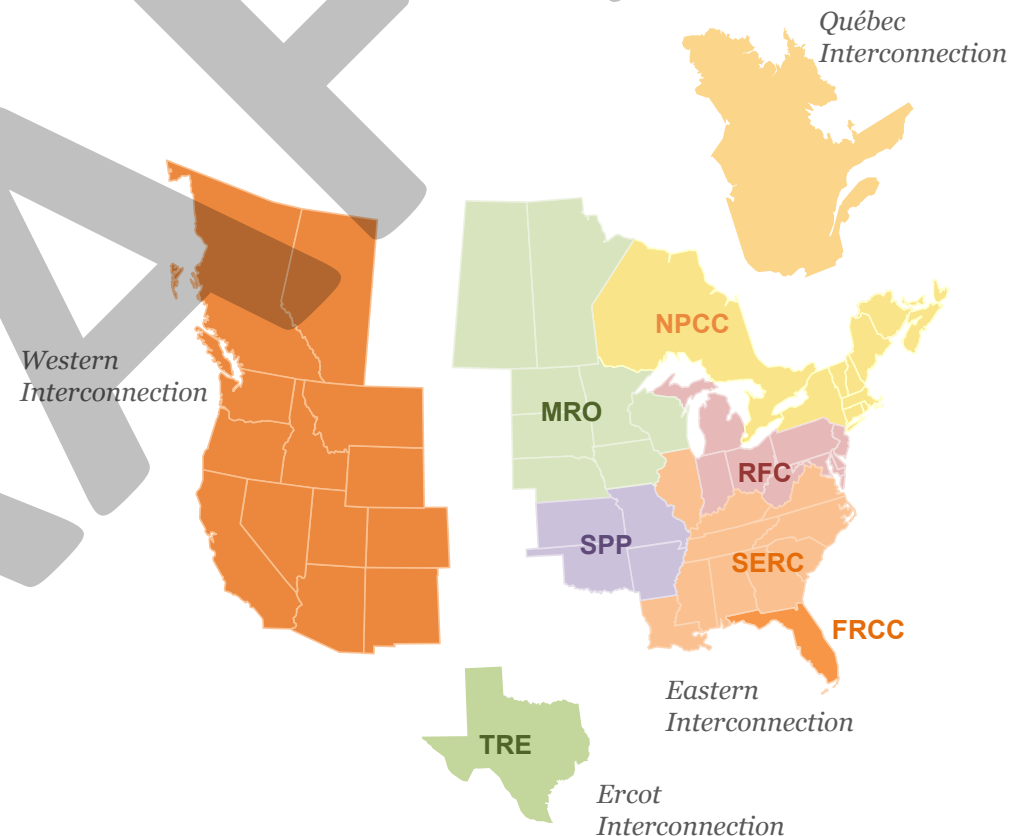 Québec
Interconnection
NPCC
Western
Interconnection
MRO
RFC
SPP
SERC
FRCC
Eastern
Interconnection
TRE
Ercot
Interconnection